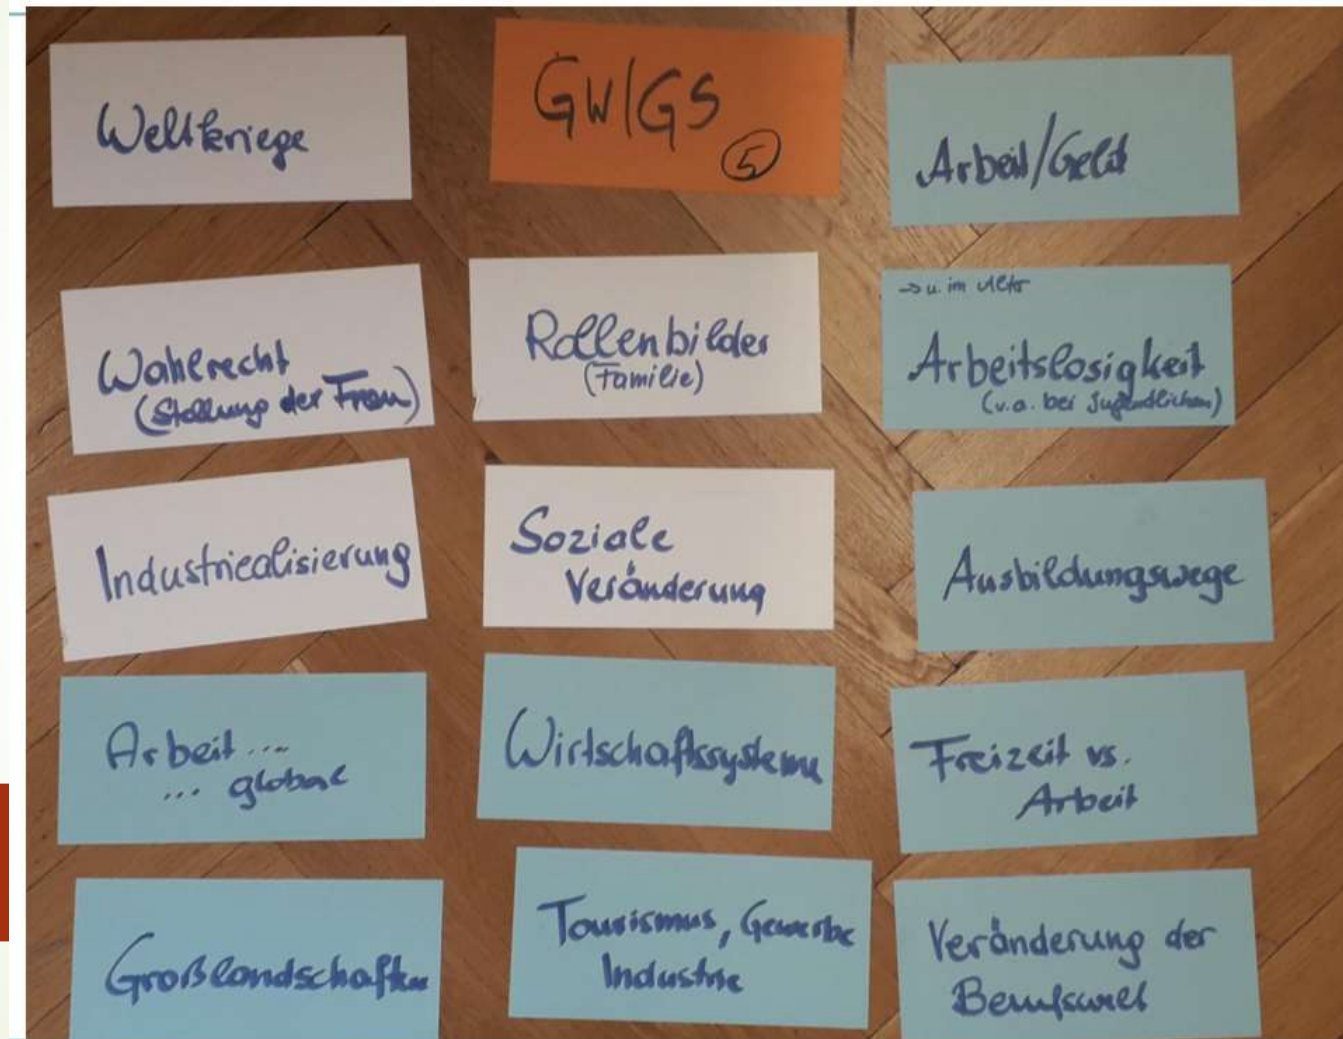 Weltkriege
GW/GS
5
Arbeit/Geld
Wahlrecht
(Stellung der Frau)
Rollenbilder
(Familie)
→ u. im Alter
Arbeitslosigkeit
(v.a. bei Jugendlichen)
Industriealisierung
Soziale
Veränderung
Ausbildungswege
Arbeit ...
... global
Wirtschaftssysteme
Freizeit vs.
Arbeit
Großlandschaften
Tourismus, Gewerbe
Industrie
Veränderung der
Berufswelt